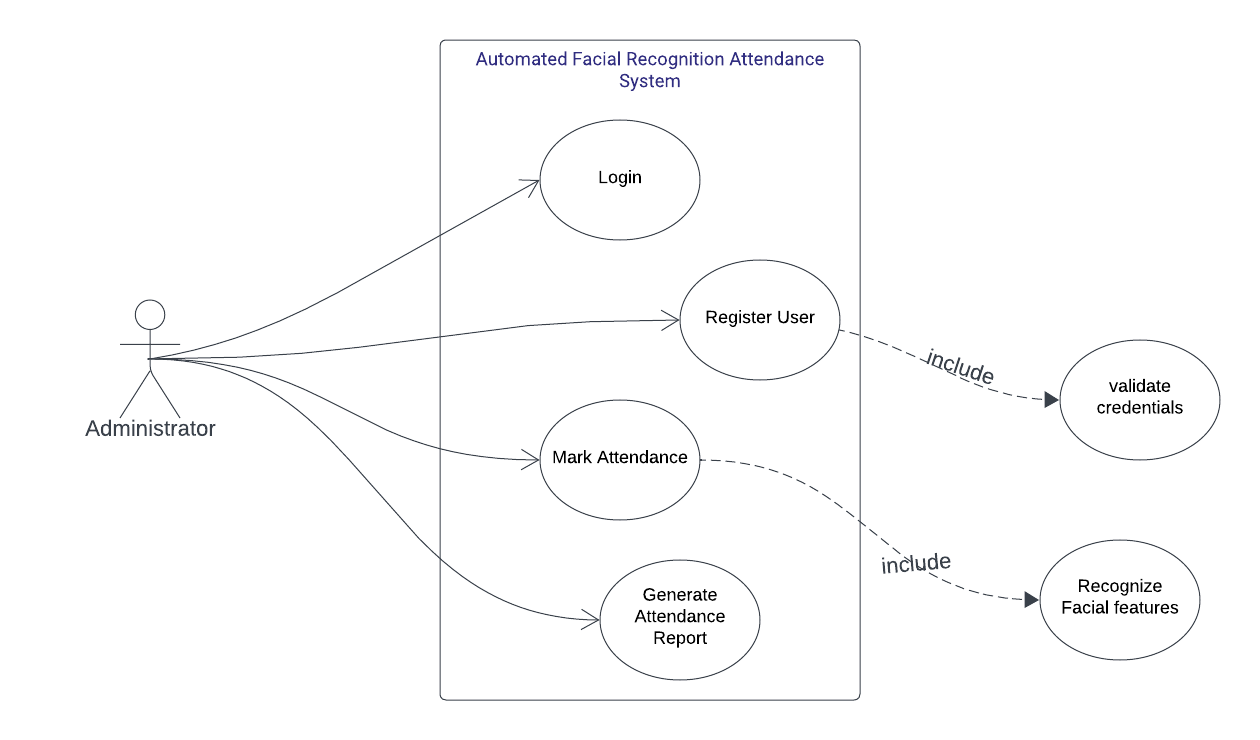 Automated Facial Recognition Attendance
System
Login
Register User
include
validate
credentials
Administrator
Mark Attendance
include
Recognize
Facial features
Generate
Attendance
Report